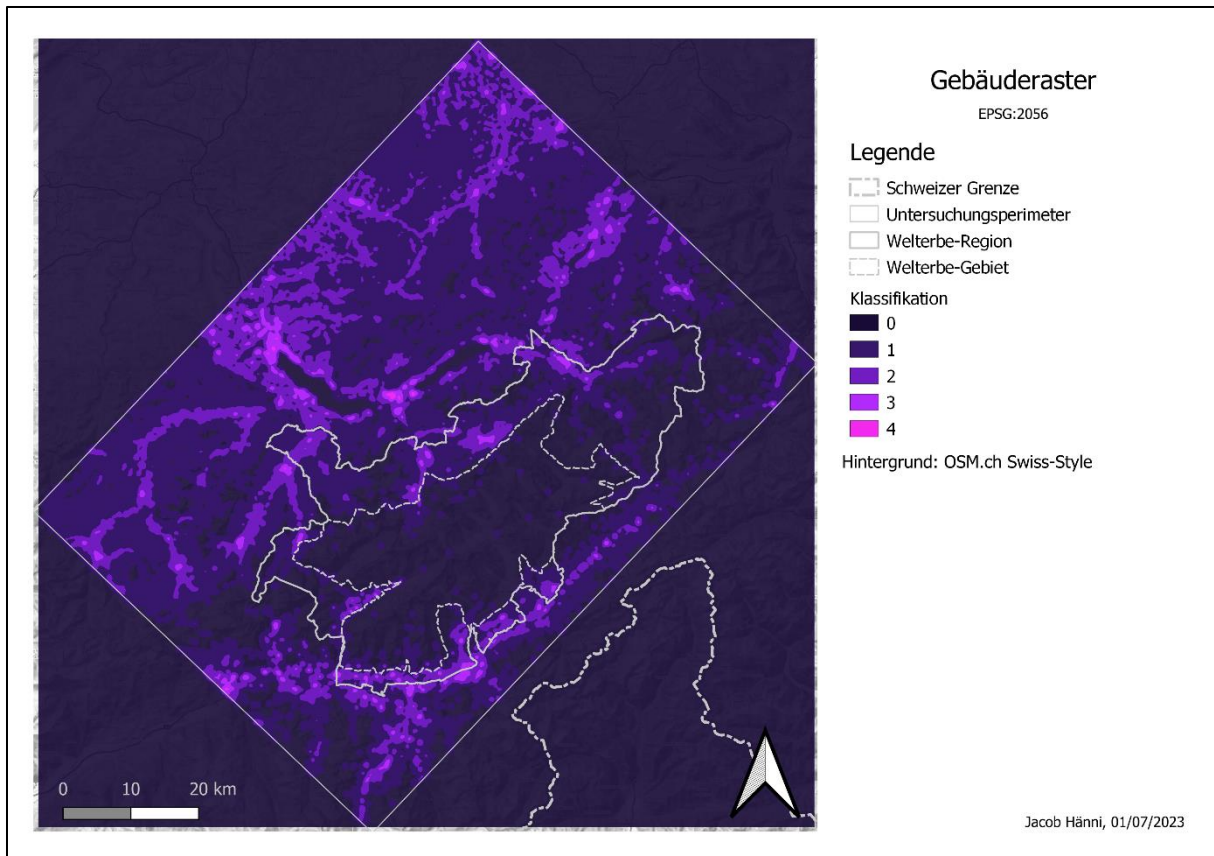 Gebäuderaster
EPSG:2056
Legende
Schweizer Grenze
Untersuchungsperimeter
Welterbe-Region
Welterbe-Gebiet
Klassifikation
0
1
2
3
4
Hintergrund: OSM.ch Swiss-Style
0 10 20 km
Jacob Hänni, 01/07/2023